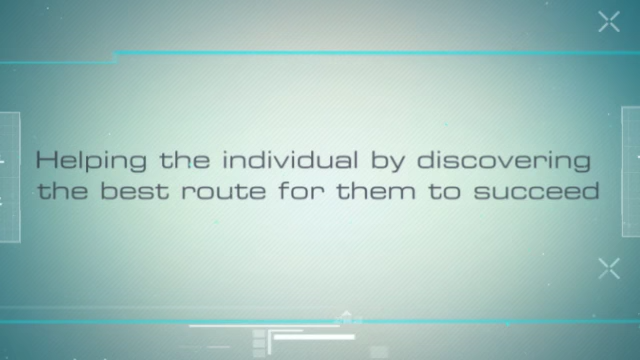 Helping the individual by discovering
the best route for them to succeed